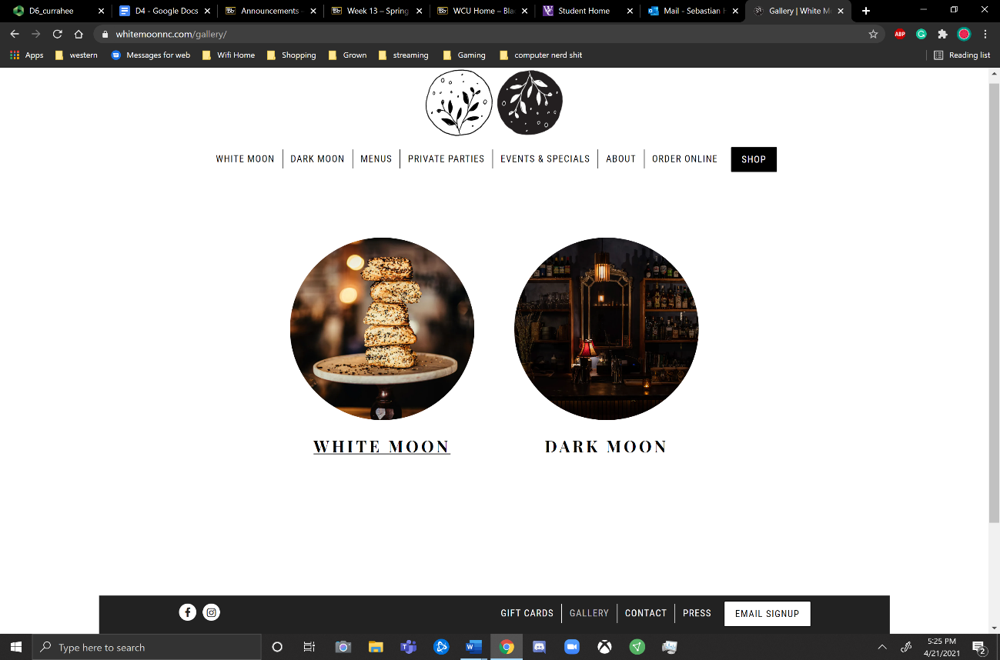 D6_currahee
D4 - Google Docs
Announcements –
Week 13 – Spring
WCU Home – Bla
Student Home
Mail - Sebastian H
Gallery | White M
whitemoonnc.com/gallery/
ABP
Apps
western
Messages for web
Wifi Home
Shopping
Grown
streaming
Gaming
computer nerd shit
Reading list
WHITE MOON
DARK MOON
MENUS
PRIVATE PARTIES
EVENTS & SPECIALS
ABOUT
ORDER ONLINE
SHOP
WHITE MOON
DARK MOON
GIFT CARDS
GALLERY
CONTACT
PRESS
EMAIL SIGNUP
Type here to search
5:25 PM
4/21/2021
2